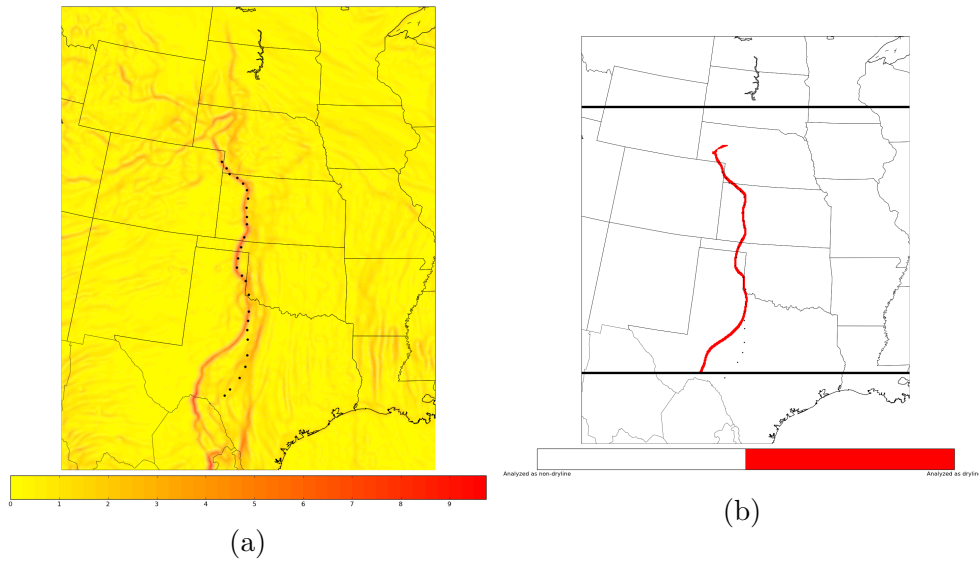 0 1 2 3 4 5 6 7 8 9
Analyzed as non-dryline
Analyzed as dryline
(a)
(b)